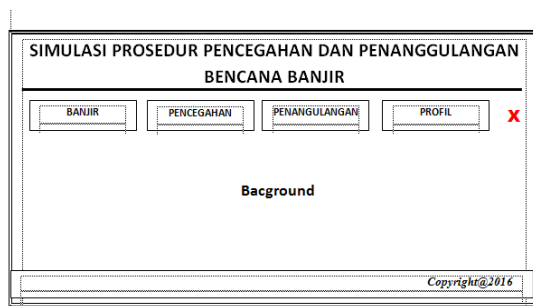 SIMULASI PROSEDUR PENCEGAHAN DAN PENANGGULANGAN
BENCANA BANJIR
BANJIR PENCEGAHAN PENANGULANGAN PROFIL X
Bacground
Copyright@2016